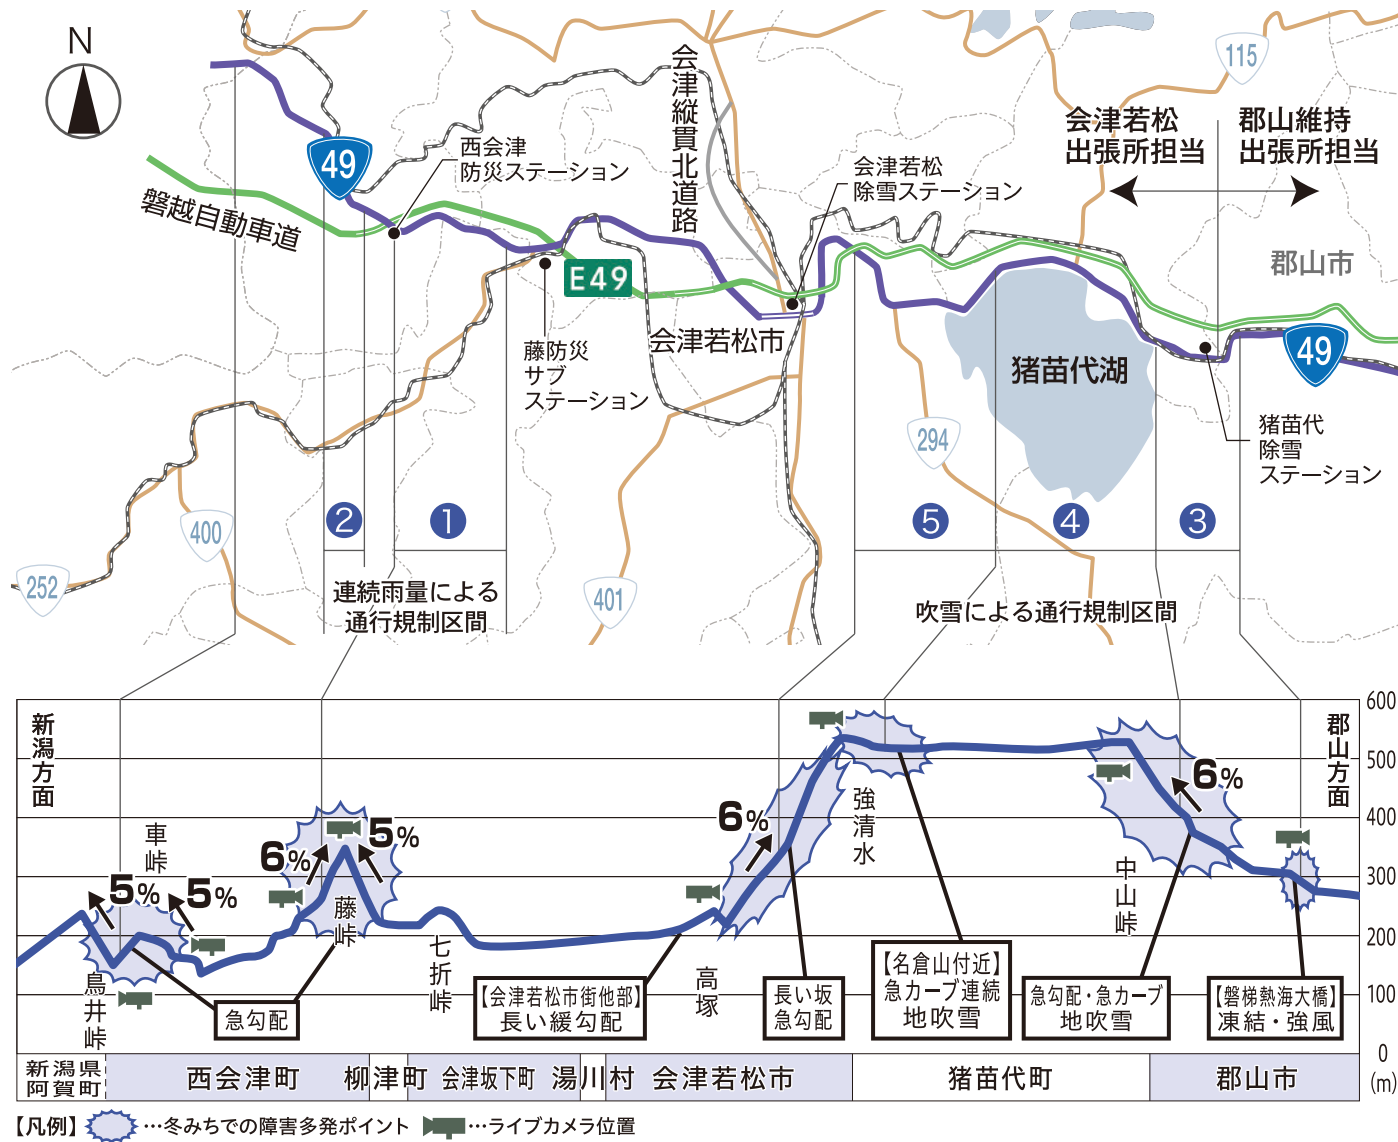 N
49
西会津
防災ステーション
磐越自動車道
会津縦貫北道路
会津若松
除雪ステーション
115
会津若松
出張所担当
郡山維持
出張所担当
郡山市
E49
藤防災
サブ
ステーション
会津若松市
猪苗代湖
49
294
猪苗代
除雪
ステーション
400
252
401
2
1
5
4
3
連続雨量による
通行規制区間
吹雪による通行規制区間
新潟方面
郡山方面
600
500
400
300
200
100
0
(m)
車峠
5%
5%
6%
5%
6%
6%
鳥井峠
藤峠
七折峠
高塚
強清水
中山峠
急勾配
【会津若松市街他部】
長い緩勾配
長い坂
急勾配
【名倉山付近】
急カーブ連続
地吹雪
急勾配・急カーブ
地吹雪
【磐梯熱海大橋】
凍結・強風
新潟県
阿賀町
西会津町
柳津町
会津坂下町
湯川村
会津若松市
猪苗代町
郡山市
【凡例】
…冬みちでの障害多発ポイント
…ライブカメラ位置